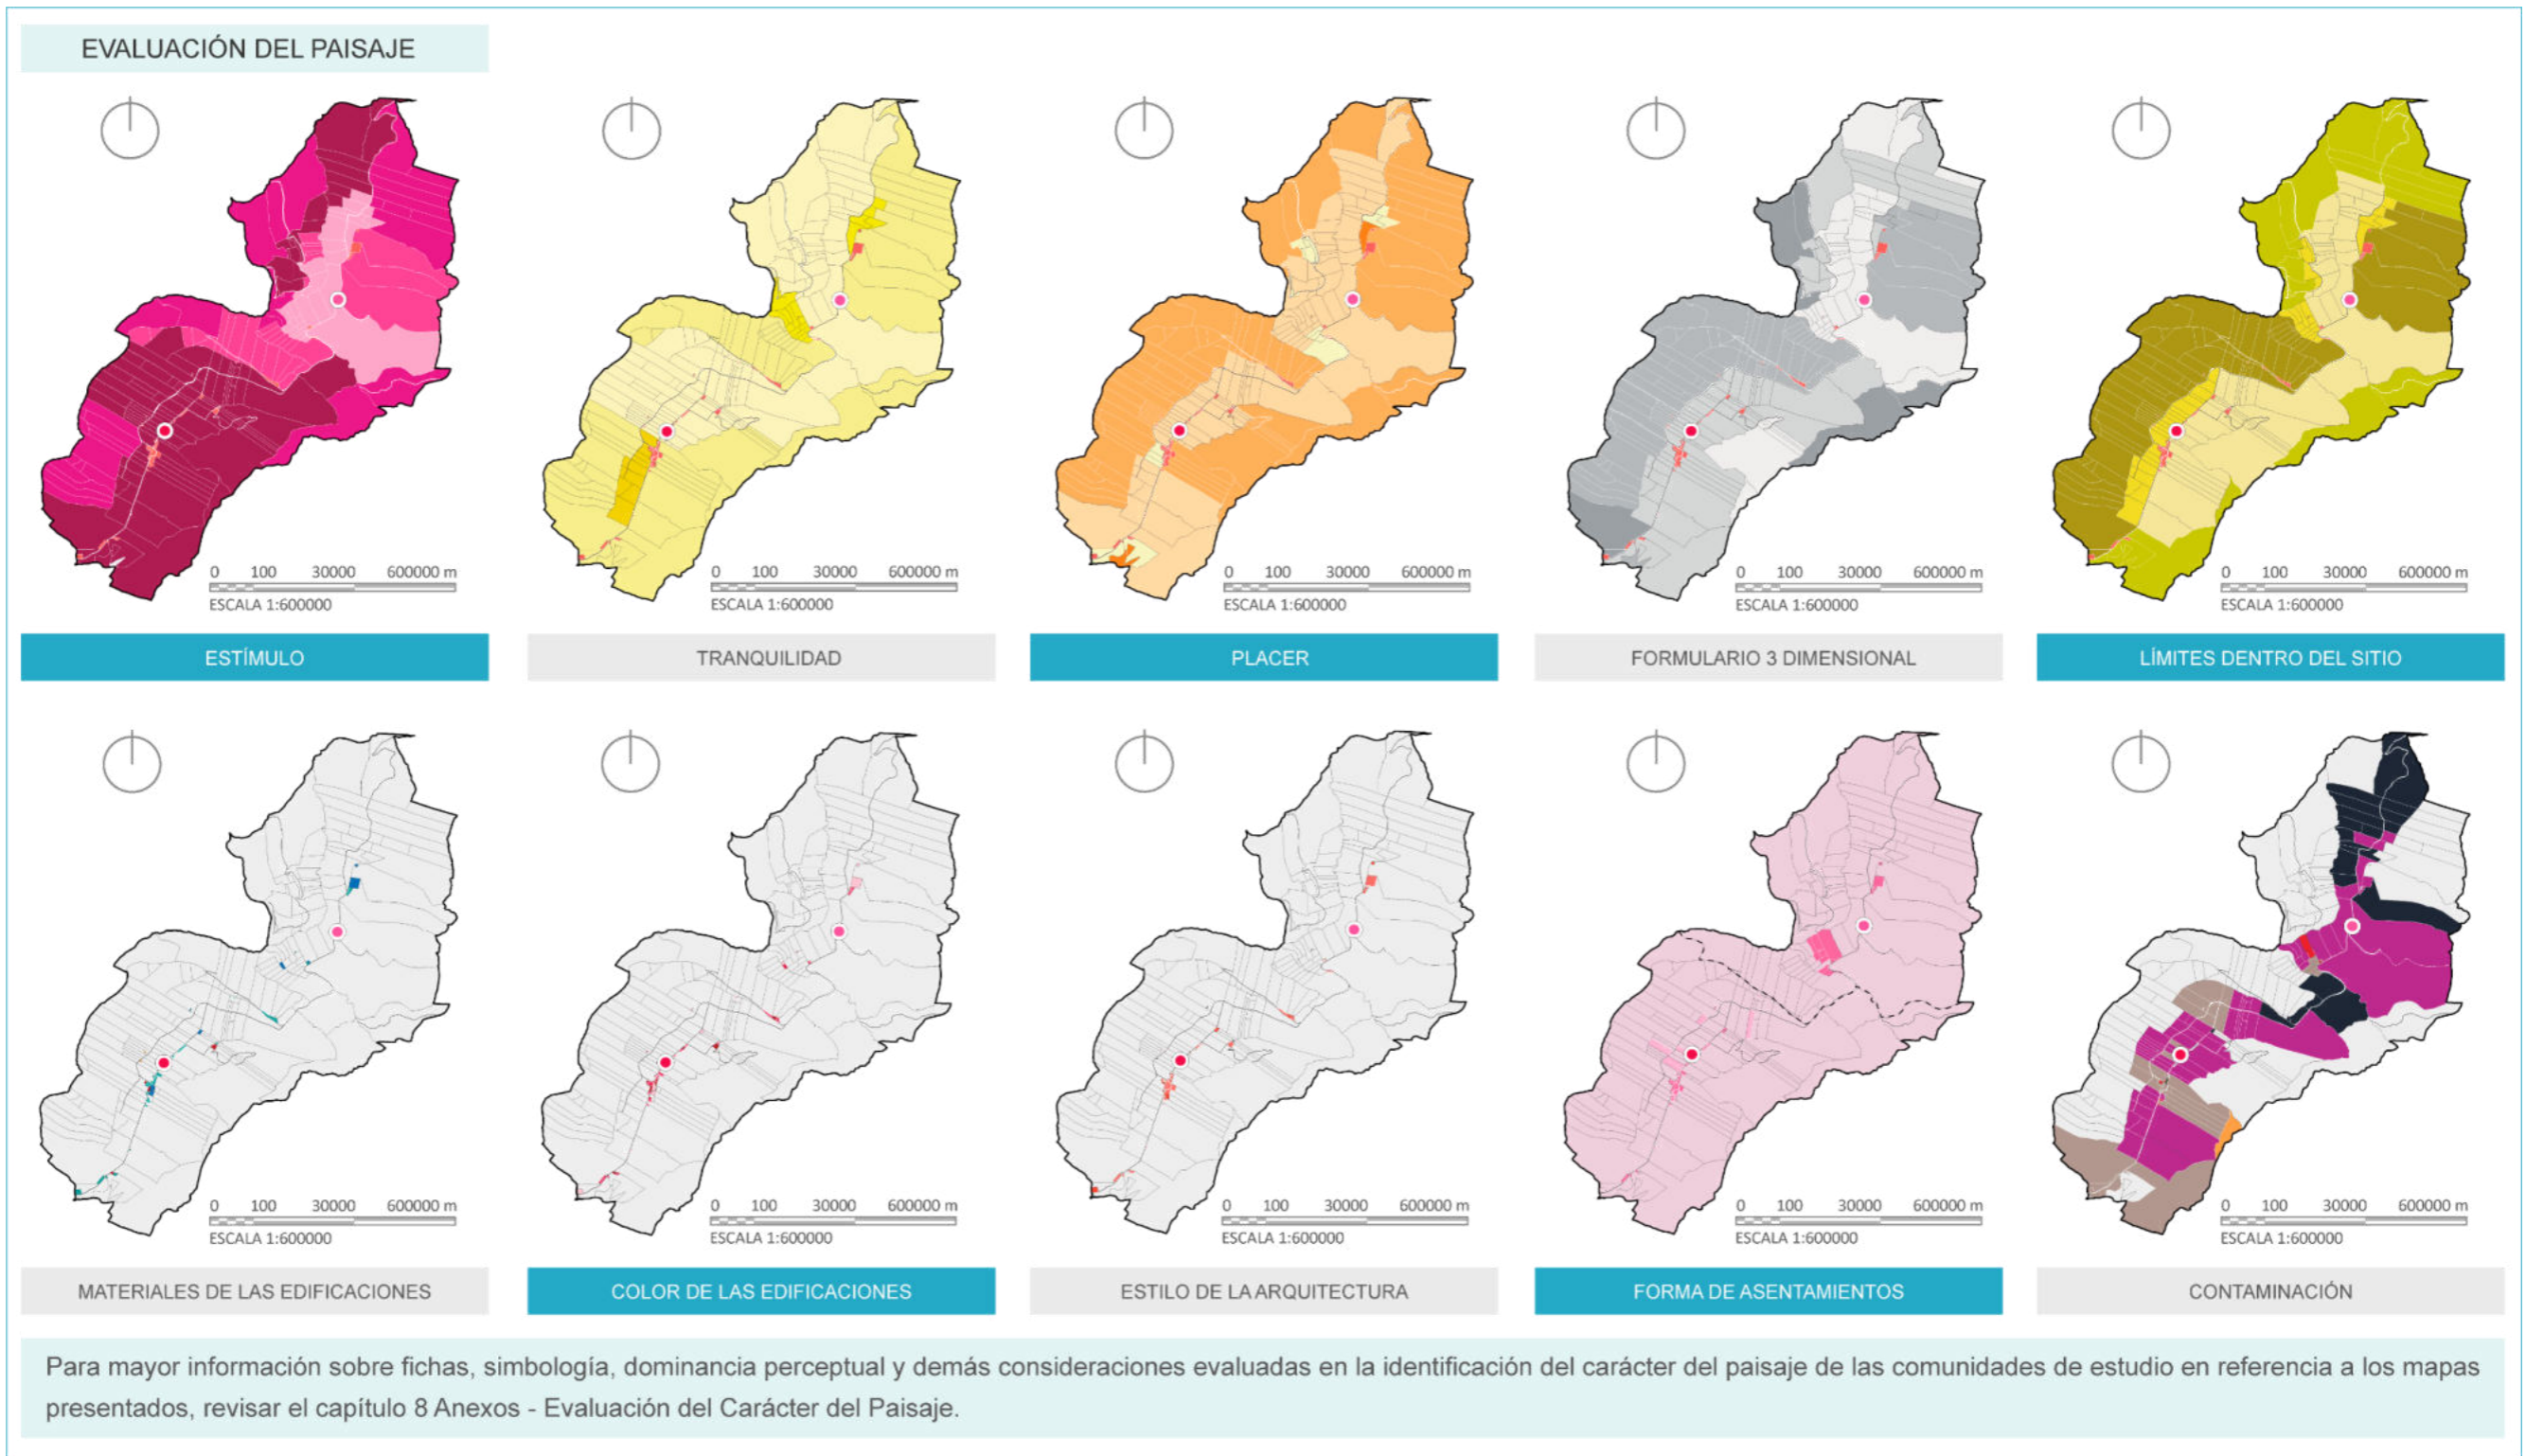 EVALUACIÓN DEL PAISAJE
0 100 30000 600000 m
ESCALA 1:600000
0 100 30000 600000 m
ESCALA 1:600000
0 100 30000 600000 m
ESCALA 1:600000
0 100 30000 600000 m
ESCALA 1:600000
0 100 30000 600000 m
ESCALA 1:600000
ESTÍMULO
TRANQUILIDAD
PLACER
FORMULARIO 3 DIMENSIONAL
LÍMITES DENTRO DEL SITIO
0 100 30000 600000 m
ESCALA 1:600000
0 100 30000 600000 m
ESCALA 1:600000
0 100 30000 600000 m
ESCALA 1:600000
0 100 30000 600000 m
ESCALA 1:600000
0 100 30000 600000 m
ESCALA 1:600000
MATERIALES DE LAS EDIFICACIONES
COLOR DE LAS EDIFICACIONES
ESTILO DE LA ARQUITECTURA
FORMA DE ASENTAMIENTOS
CONTAMINACIÓN
Para mayor información sobre fichas, simbología, dominancia perceptual y demás consideraciones evaluadas en la identificación del carácter del paisaje de las comunidades de estudio en referencia a los mapas
presentados, revisar el capítulo 8 Anexos - Evaluación del Carácter del Paisaje.